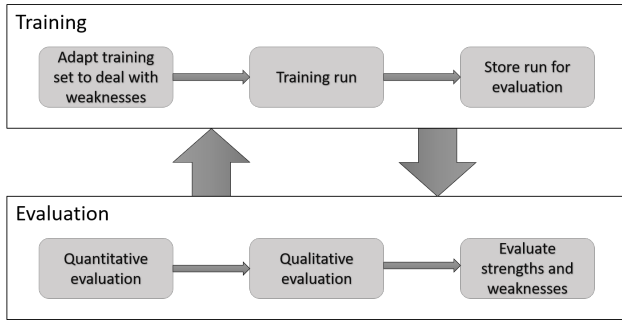 Training
Adapt training
set to deal with
weaknesses
Training run
Store run for
evaluation
Evaluation
Quantitative
evaluation
Qualitative
evaluation
Evaluate
strengths and
weaknesses